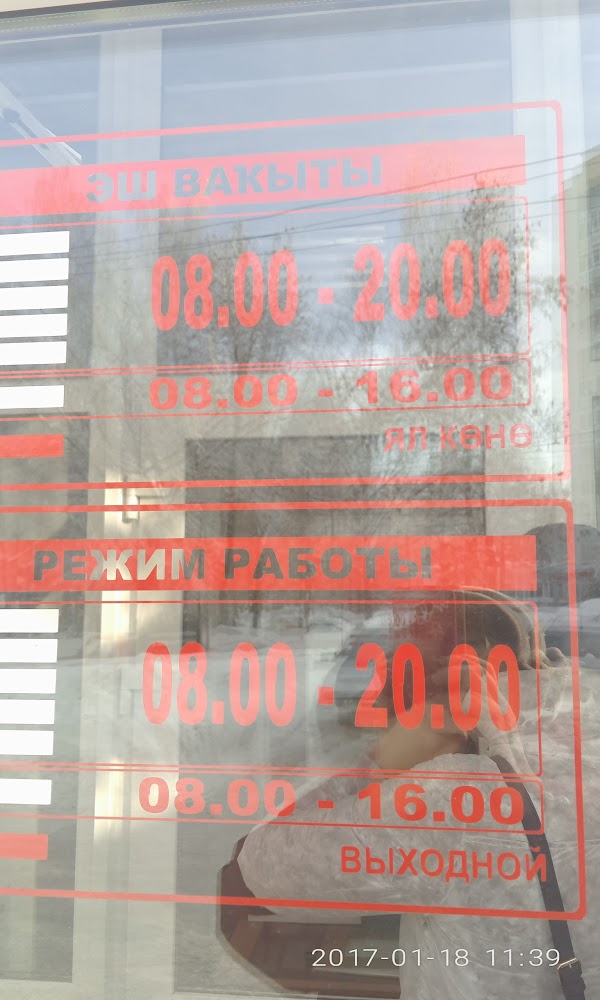 ЭШ ВАҠЫТЫ
08.00 - 20.00
08.00 - 16.00
ЯЛ КӨНӨ
РЕЖИМ РАБОТЫ
08.00 - 20.00
08.00 - 16.00
ВЫХОДНОЙ
2017-01-18 11:39